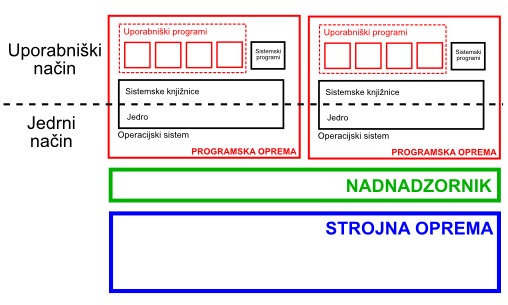 Uporabniški
način
Jedrni
način
Uporabniški programi
Sistemski
programi
Sistemske knjižnice
Jedro
Operacijski sistem
PROGRAMSKA OPREMA
Uporabniški programi
Sistemski
programi
Sistemske knjižnice
Jedro
Operacijski sistem
PROGRAMSKA OPREMA
NADNADZORNIK
STROJNA OPREMA